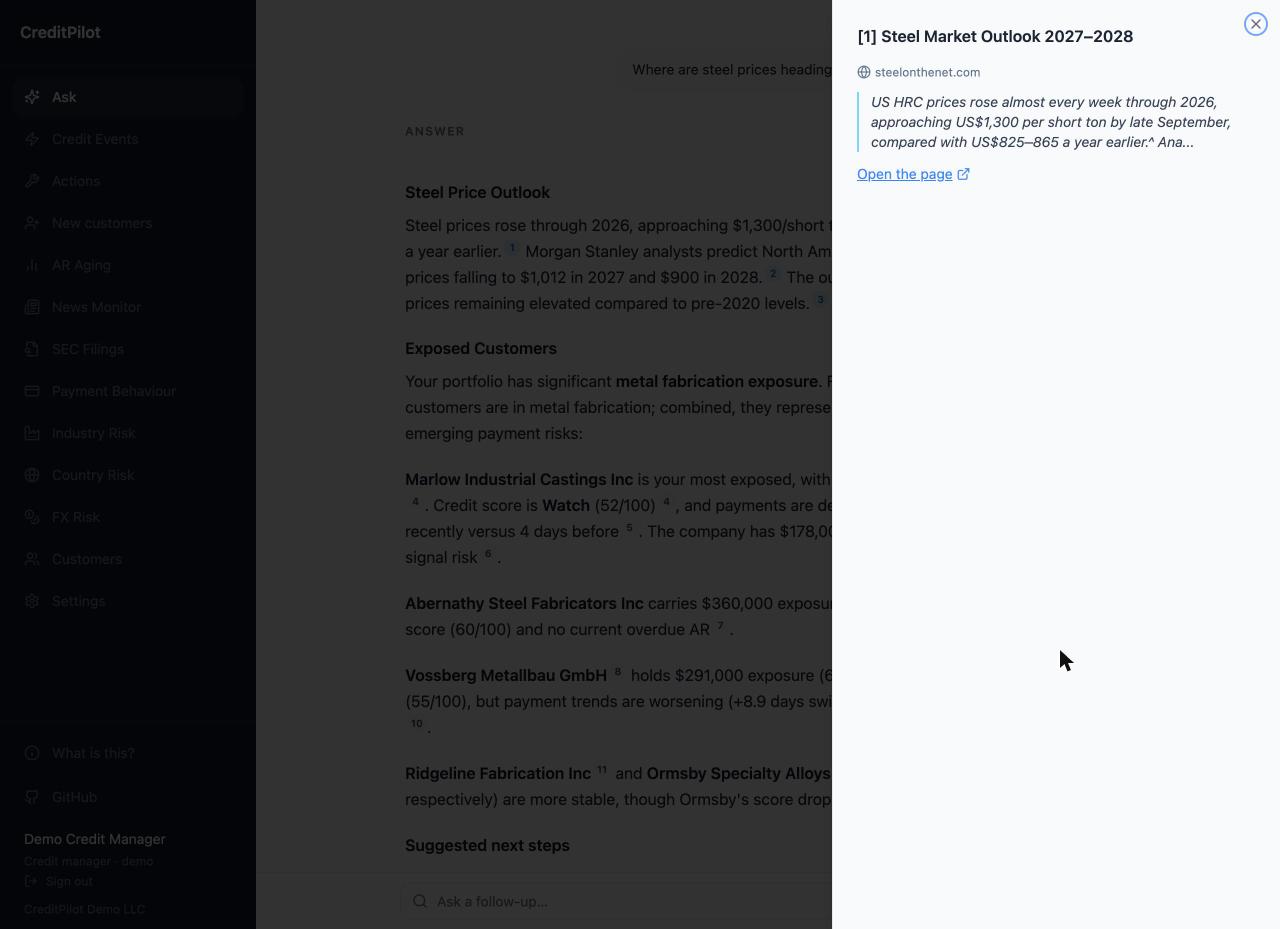 CreditPilot
Ask
Credit Events
Actions
New customers
AR Aging
News Monitor
SEC Filings
Payment Behaviour
Industry Risk
Country Risk
FX Risk
Customers
Settings
What is this?
GitHub
Demo Credit Manager
Credit manager · demo
Sign out
CreditPilot Demo LLC
Where are steel prices heading
ANSWER
Steel Price Outlook
Steel prices rose through 2026, approaching $1,300/short
a year earlier. 1 Morgan Stanley analysts predict North Am
prices falling to $1,012 in 2027 and $900 in 2028. 2 The
prices remaining elevated compared to pre-2020 levels. 3
Exposed Customers
Your portfolio has significant metal fabrication exposure.
customers are in metal fabrication; combined, they represe
emerging payment risks:
Marlow Industrial Castings Inc is your most exposed, with
4 . Credit score is Watch (52/100) 4 , and payments are de
recently versus 4 days before 5 . The company has $178,00
signal risk 6 .
Abernathy Steel Fabricators Inc carries $360,000 exposu
score (60/100) and no current overdue AR 7 .
Vossberg Metallbau GmbH 8 holds $291,000 exposure (6
(55/100), but payment trends are worsening (+8.9 days swi
10 .
Ridgeline Fabrication Inc 11 and Ormsby Specialty Alloys
respectively) are more stable, though Ormsby's score drop
Suggested next steps
Ask a follow-up...
[1] Steel Market Outlook 2027–2028
steelonthenet.com
US HRC prices rose almost every week through 2026,
approaching US$1,300 per short ton by late September,
compared with US$825–865 a year earlier.^ Ana...
Open the page